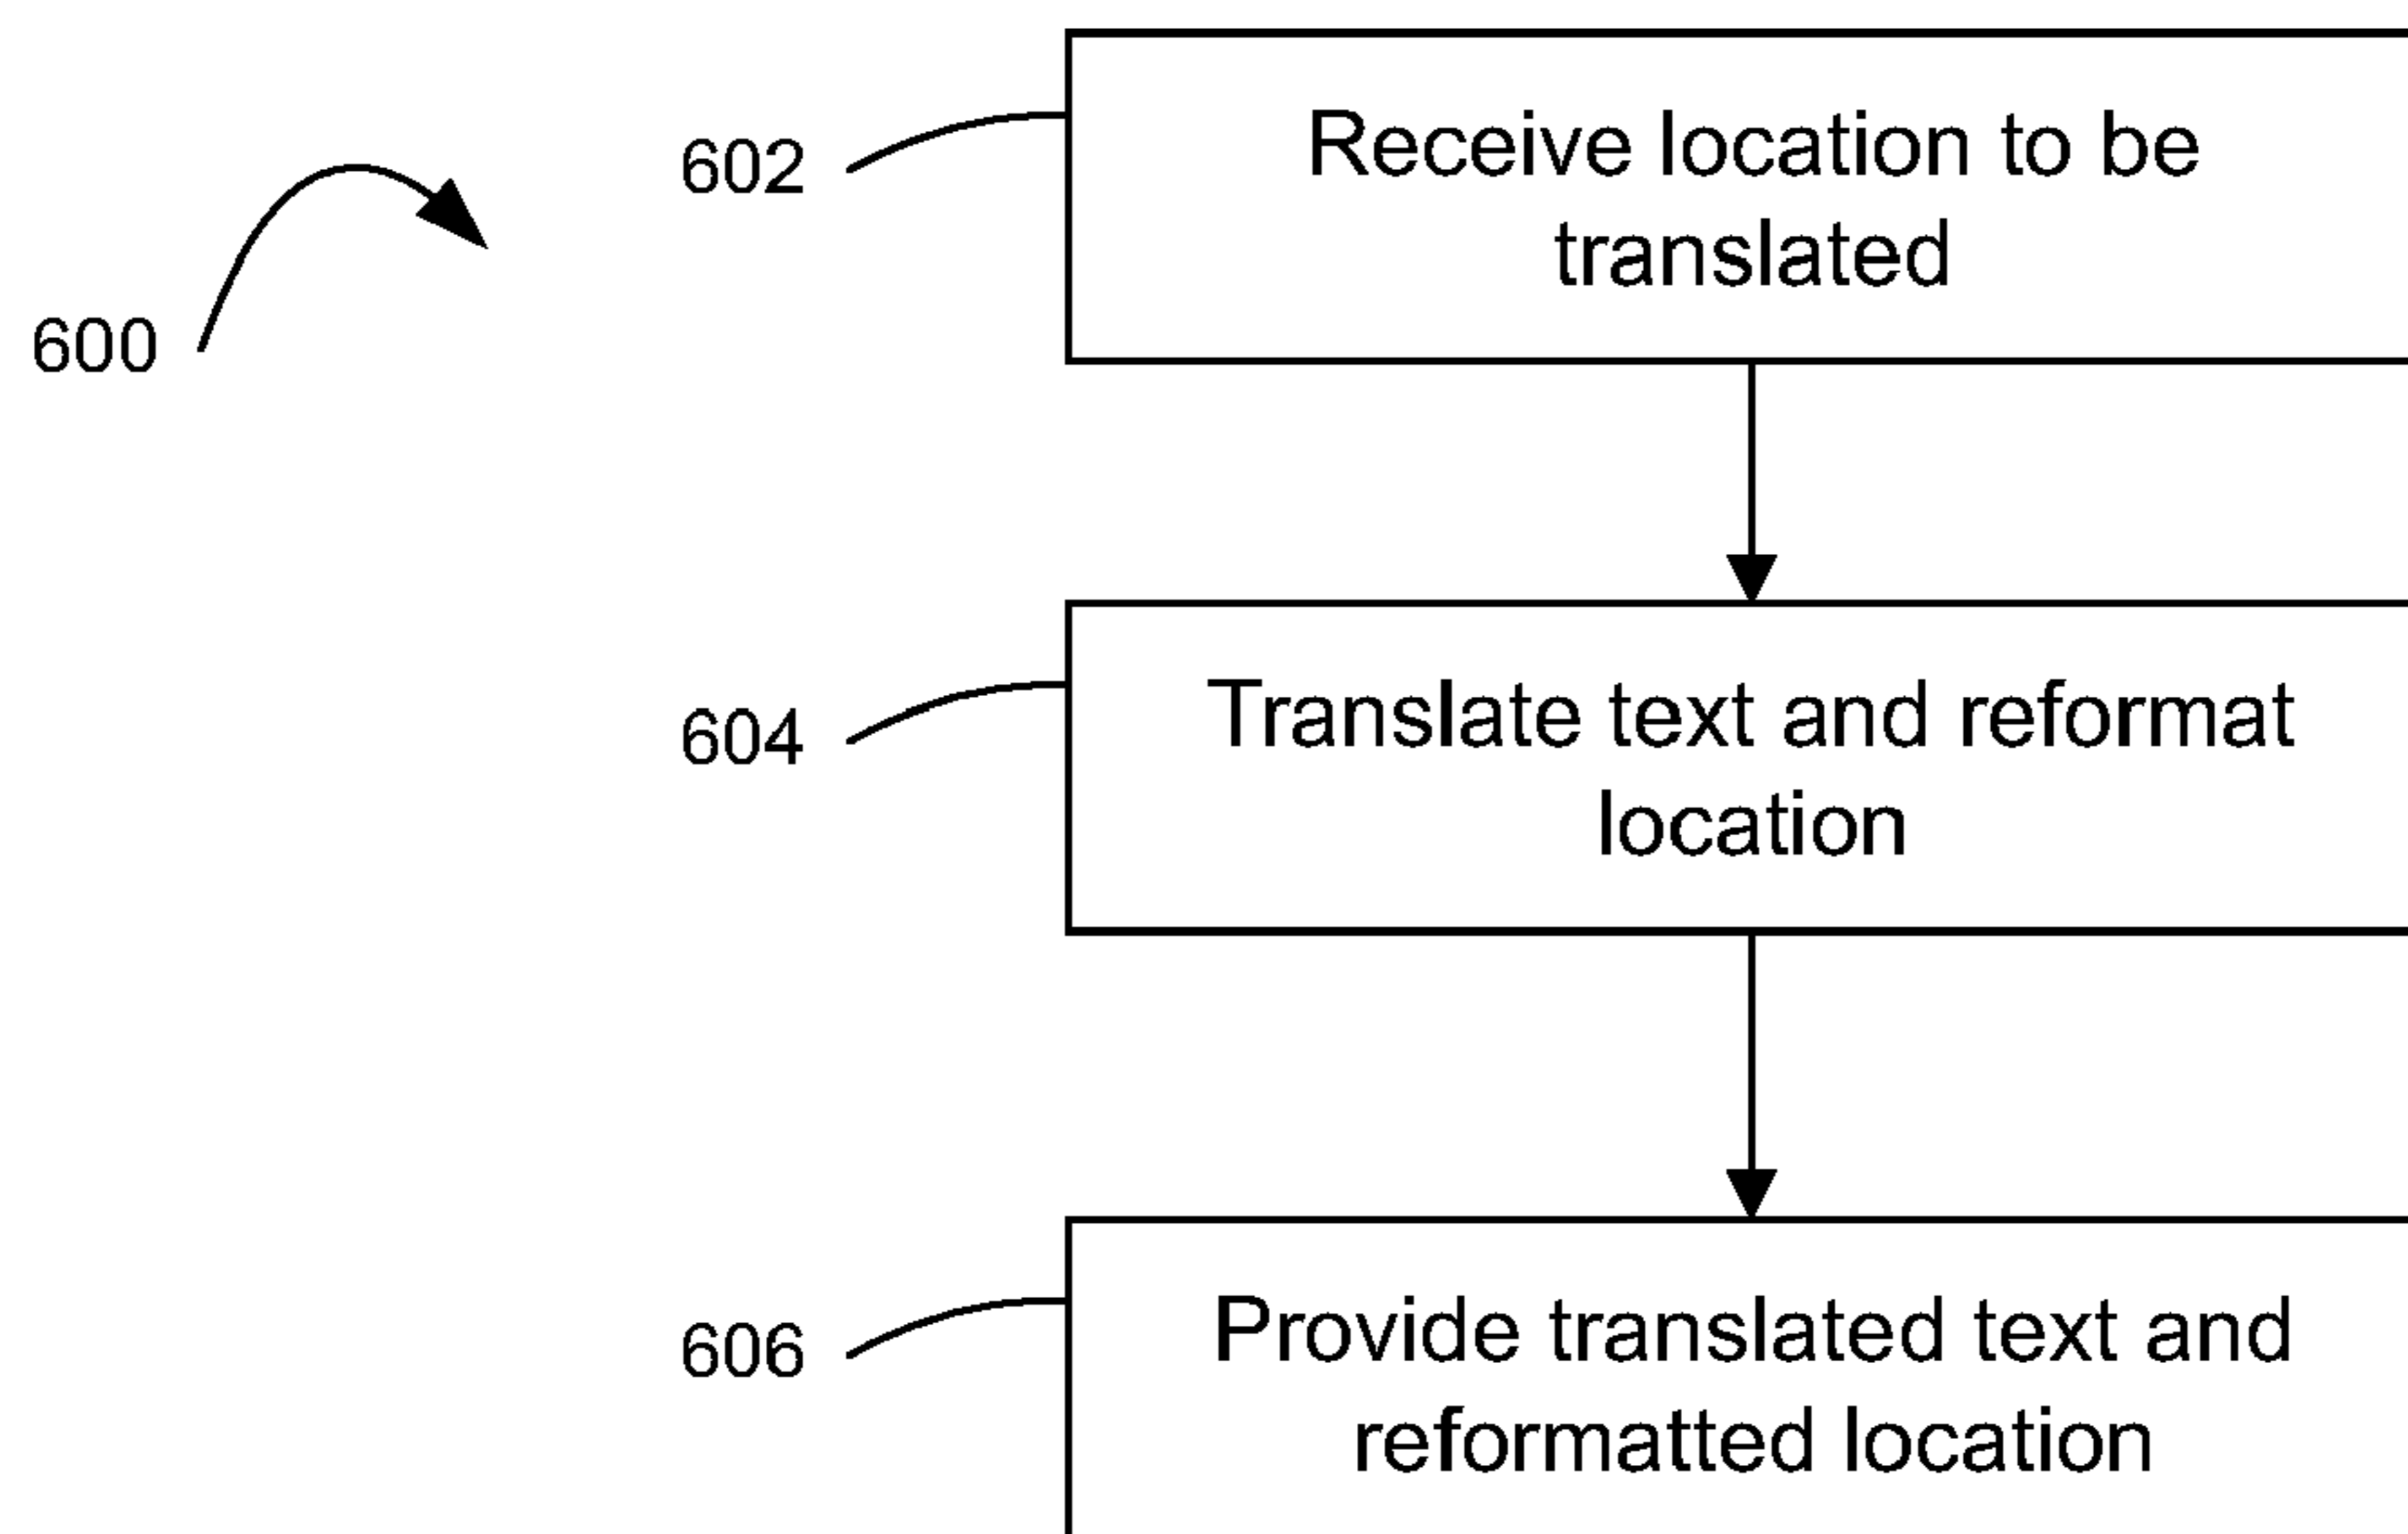 602
Receive location to be
translated
600
604
Translate text and reformat
location
606
Provide translated text and
reformatted location